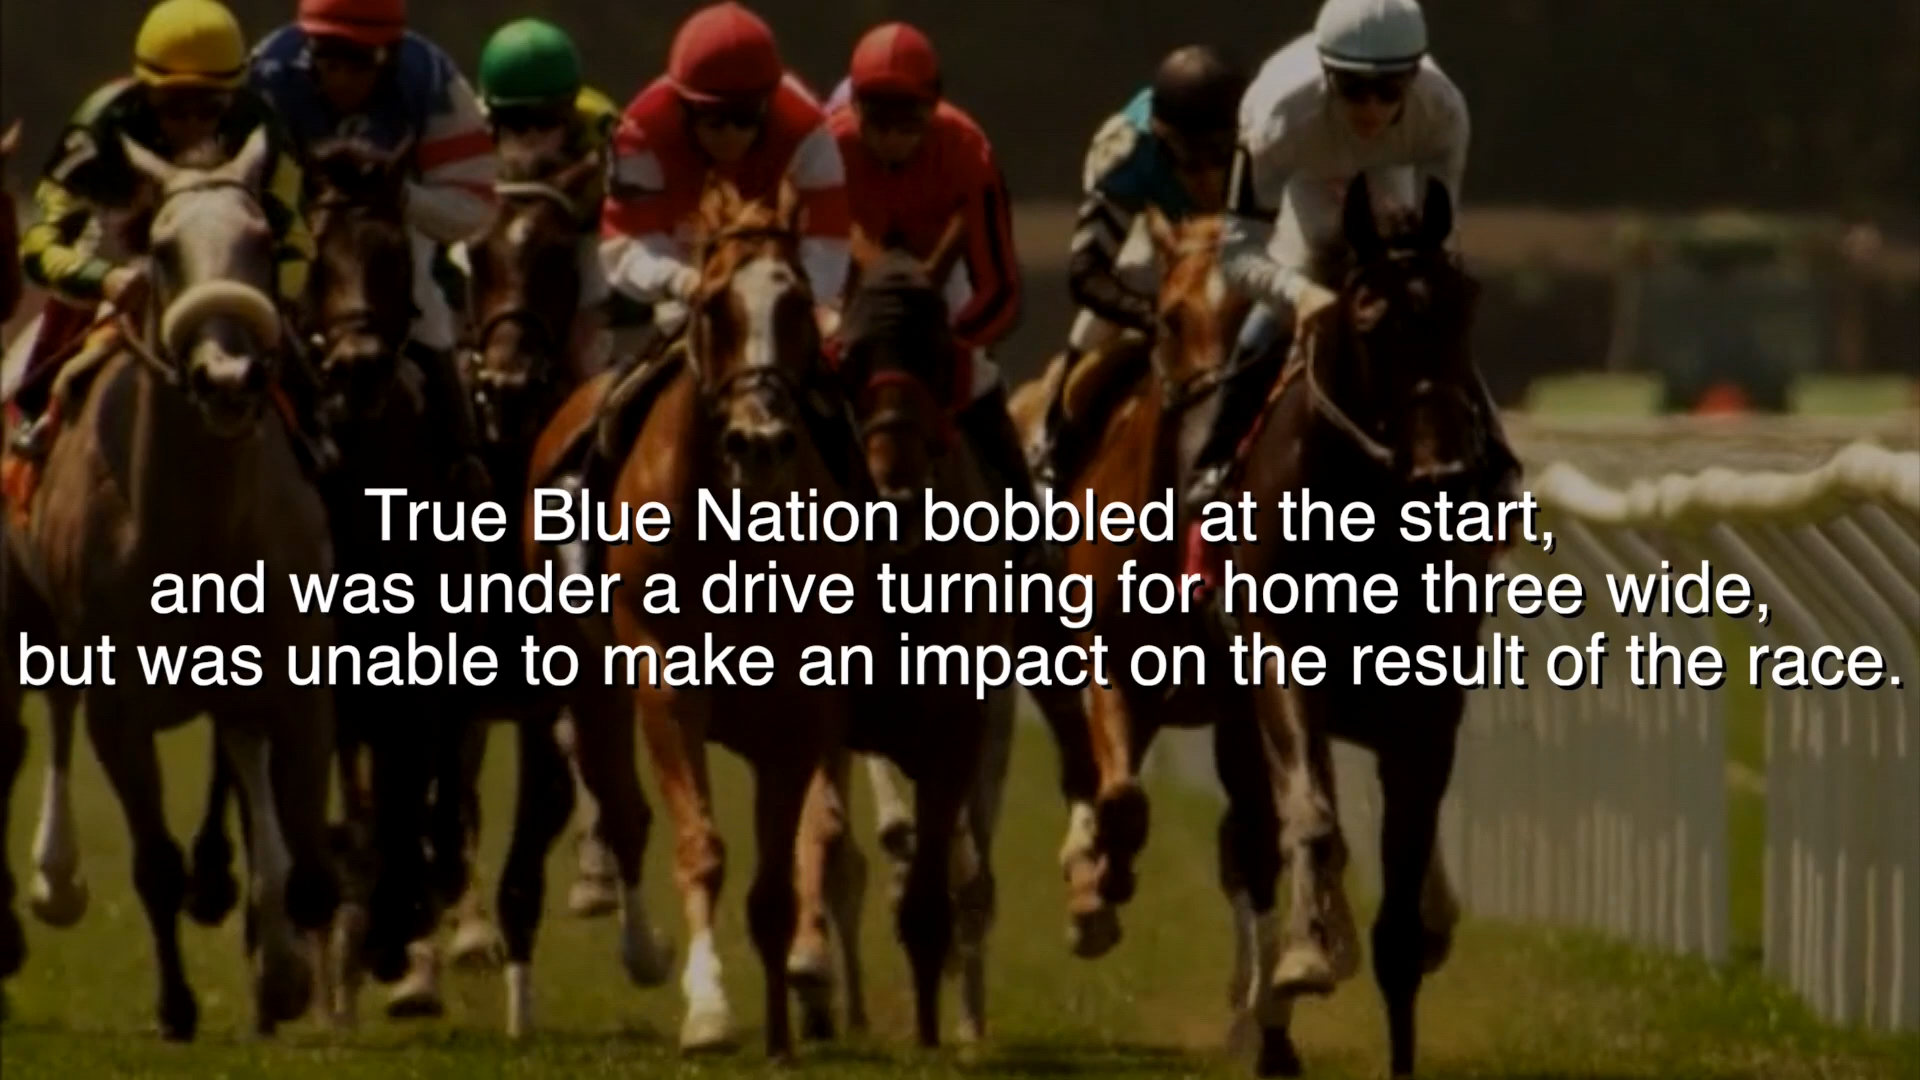 True Blue Nation bobbled at the start,
and was under a drive turning for home three wide,
but was unable to make an impact on the result of the race.